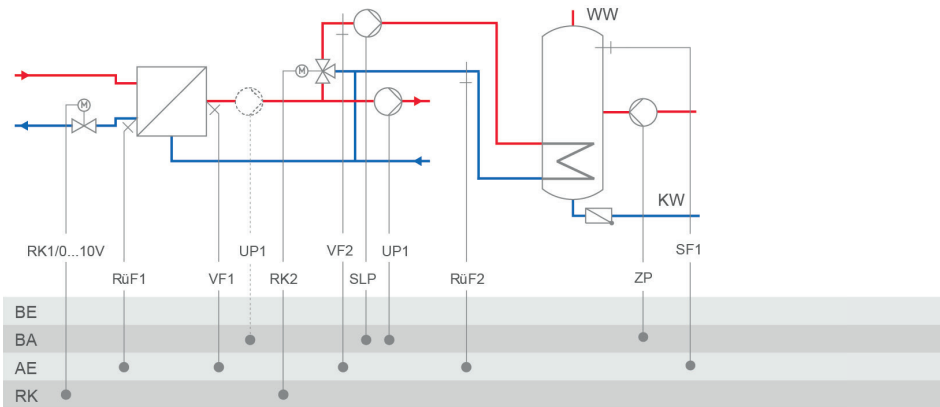 WW
M
M
KW
RK1/0...10V
UP1
VF2
UP1
SF1
RüF1
VF1
RK2
SLP
RüF2
ZP
BE
BA
AE
RK